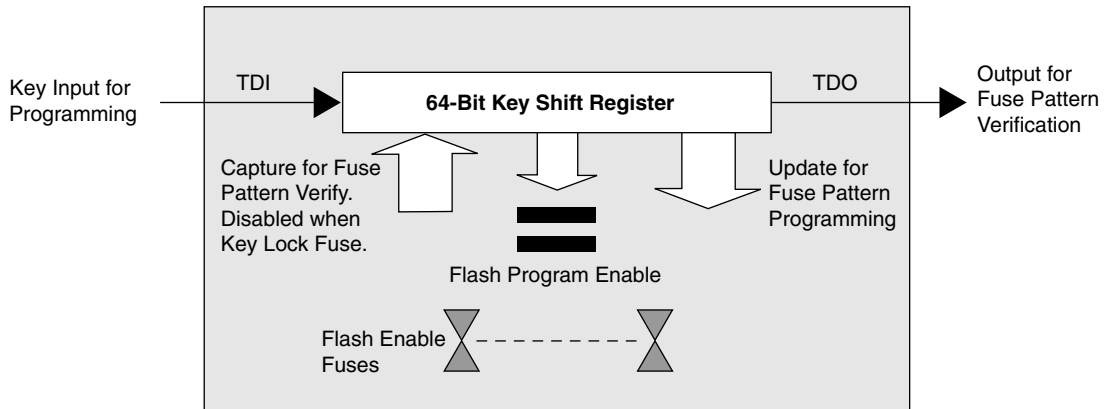 Key Input for
Programming
TDI
64-Bit Key Shift Register
TDO
Output for
Fuse Pattern
Verification
Capture for Fuse
Pattern Verify.
Disabled when
Key Lock Fuse.
Update for
Fuse Pattern
Programming
Flash Program Enable
Flash Enable
Fuses